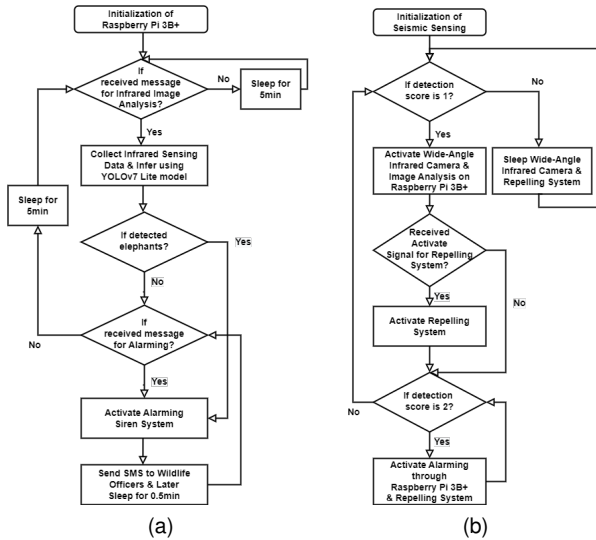 Initialization of
Raspberry Pi 3B+
If
received message
for Infrared Image
Analysis?
No
Sleep for
5min
Yes
Collect Infrared Sensing
Data & Infer using
YOLOv7 Lite model
Sleep for
5min
If detected
elephants?
Yes
No
If
received message
for Alarming?
No
Yes
Activate Alarming
Siren System
Send SMS to Wildlife
Officers & Later
Sleep for 0.5min
(a)
Initialization of
Seismic Sensing
If detection
score is 1?
No
Yes
Activate Wide-Angle
Infrared Camera &
Image Analysis on
Raspberry Pi 3B+
Sleep Wide-Angle
Infrared Camera &
Repelling System
Received
Activate
Signal for Repelling
System?
No
Yes
Activate Repelling
System
If detection
score is 2?
No
Yes
Activate Alarming
through
Raspberry Pi 3B+
& Repelling System
(b)